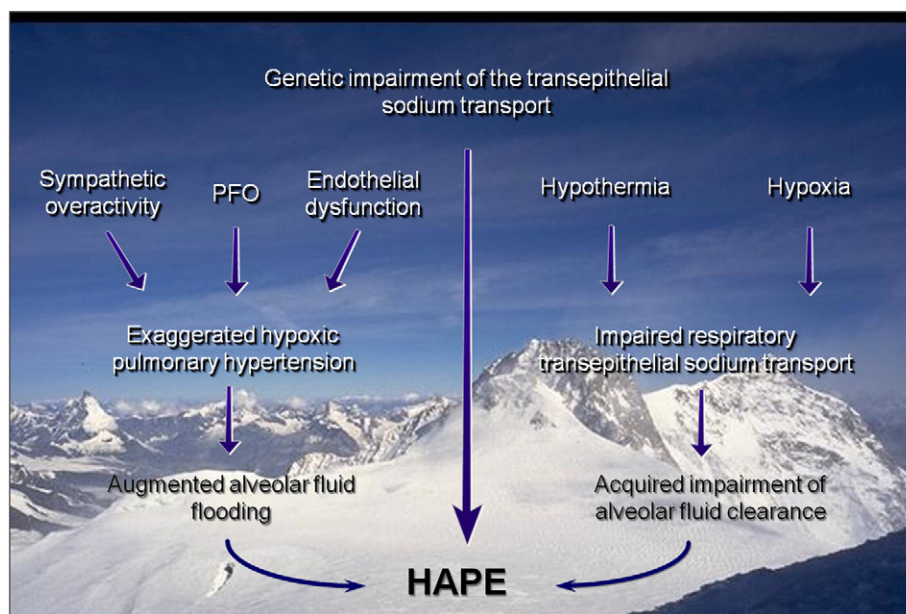 Genetic impairment of the transepithelial
sodium transport
Sympathetic
overactivity
PFO
Endothelial
dysfunction
Hypothermia
Hypoxia
Exaggerated hypoxic
pulmonary hypertension
Impaired respiratory
transepithelial sodium transport
Augmented alveolar fluid
flooding
Acquired impairment of
alveolar fluid clearance
HAPE